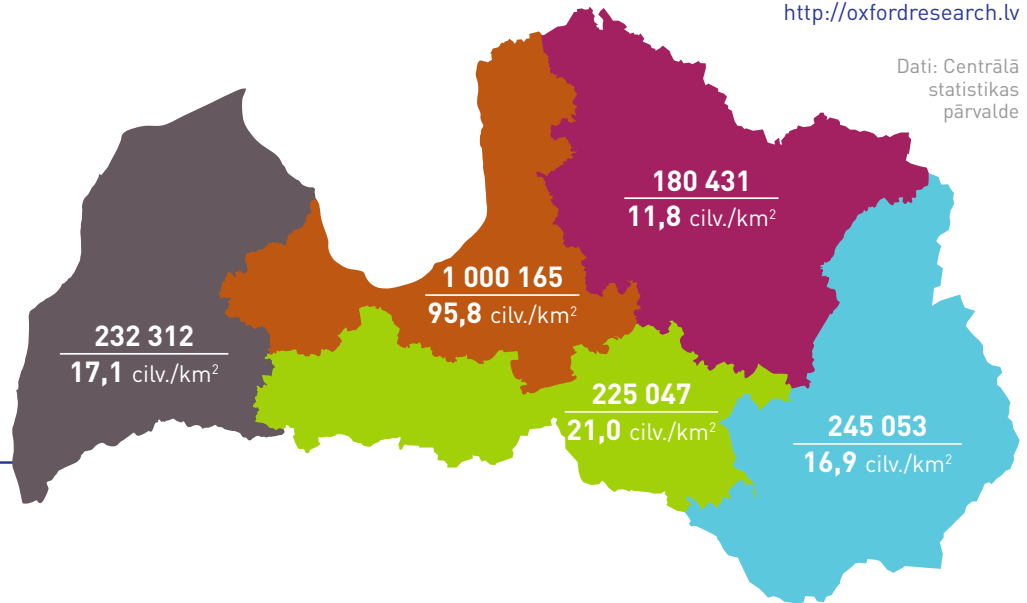 http://oxfordresearch.lv
Dati: Centrālā
statistikas
pārvalde
180 431
11,8 cilv./km²
1 000 165
95,8 cilv./km²
232 312
17,1 cilv./km²
225 047
21,0 cilv./km²
245 053
16,9 cilv./km²